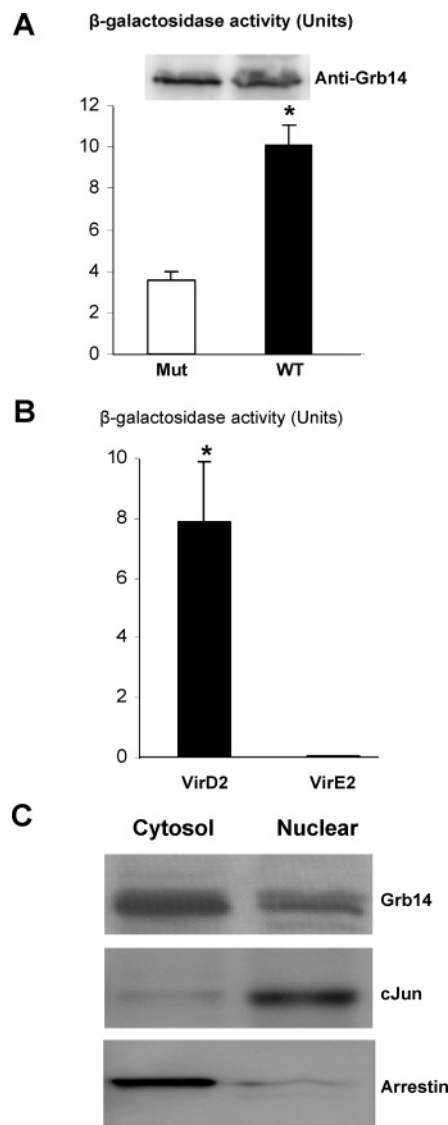 A
β-galactosidase activity (Units)
Anti-Grb14
*
12
10
8
6
4
2
0
Mut WT
B
β-galactosidase activity (Units)
*
10
8
6
4
2
0
VirD2 VirE2
C
Cytosol Nuclear
Grb14
cJun
Arrestin